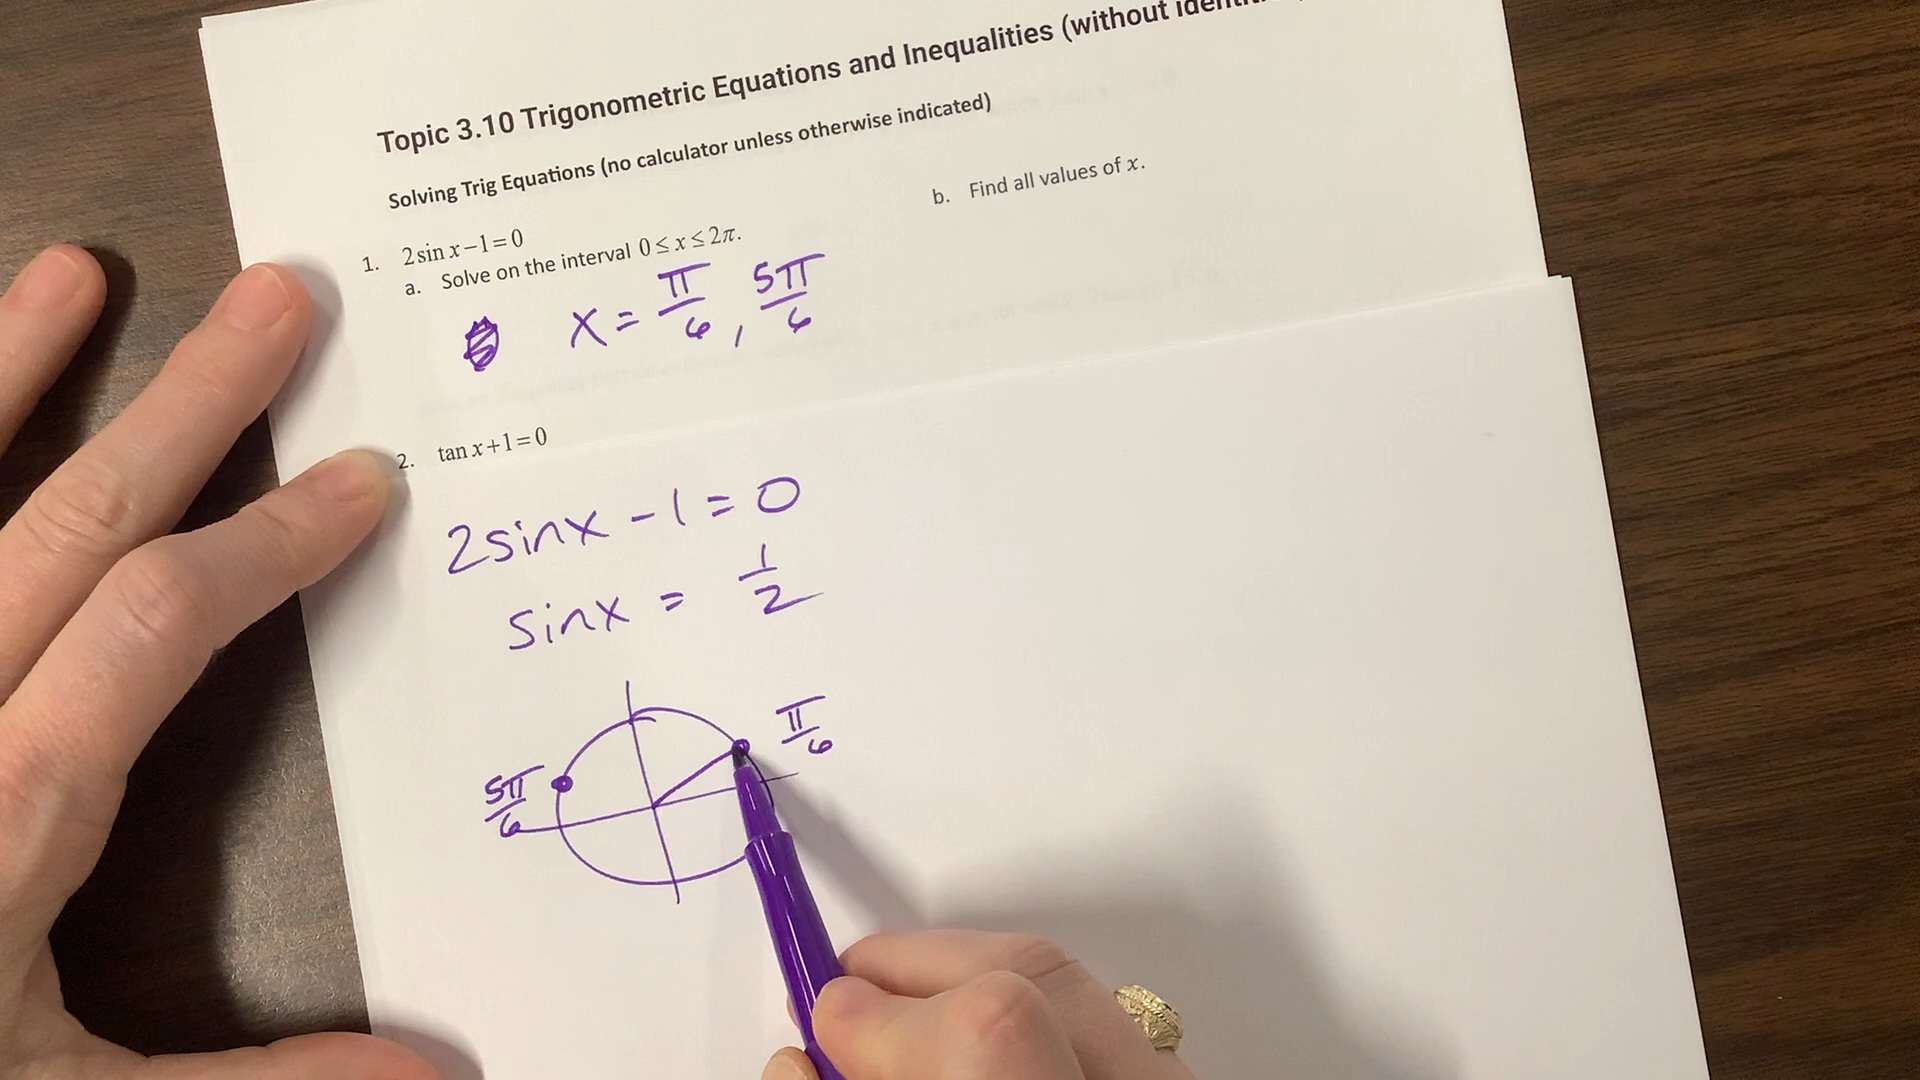 Topic 3.10 Trigonometric Equations and Inequalities (without
Solving Trig Equations (no calculator unless otherwise indicated)
1. 2sin x−1=0
a. Solve on the interval 0≤x≤2π.
b. Find all values of x.
x = π/6 , 5π/6
2. tan x+1=0
2sinx − 1 = 0
sinx = 1/2
π/6
5π/6